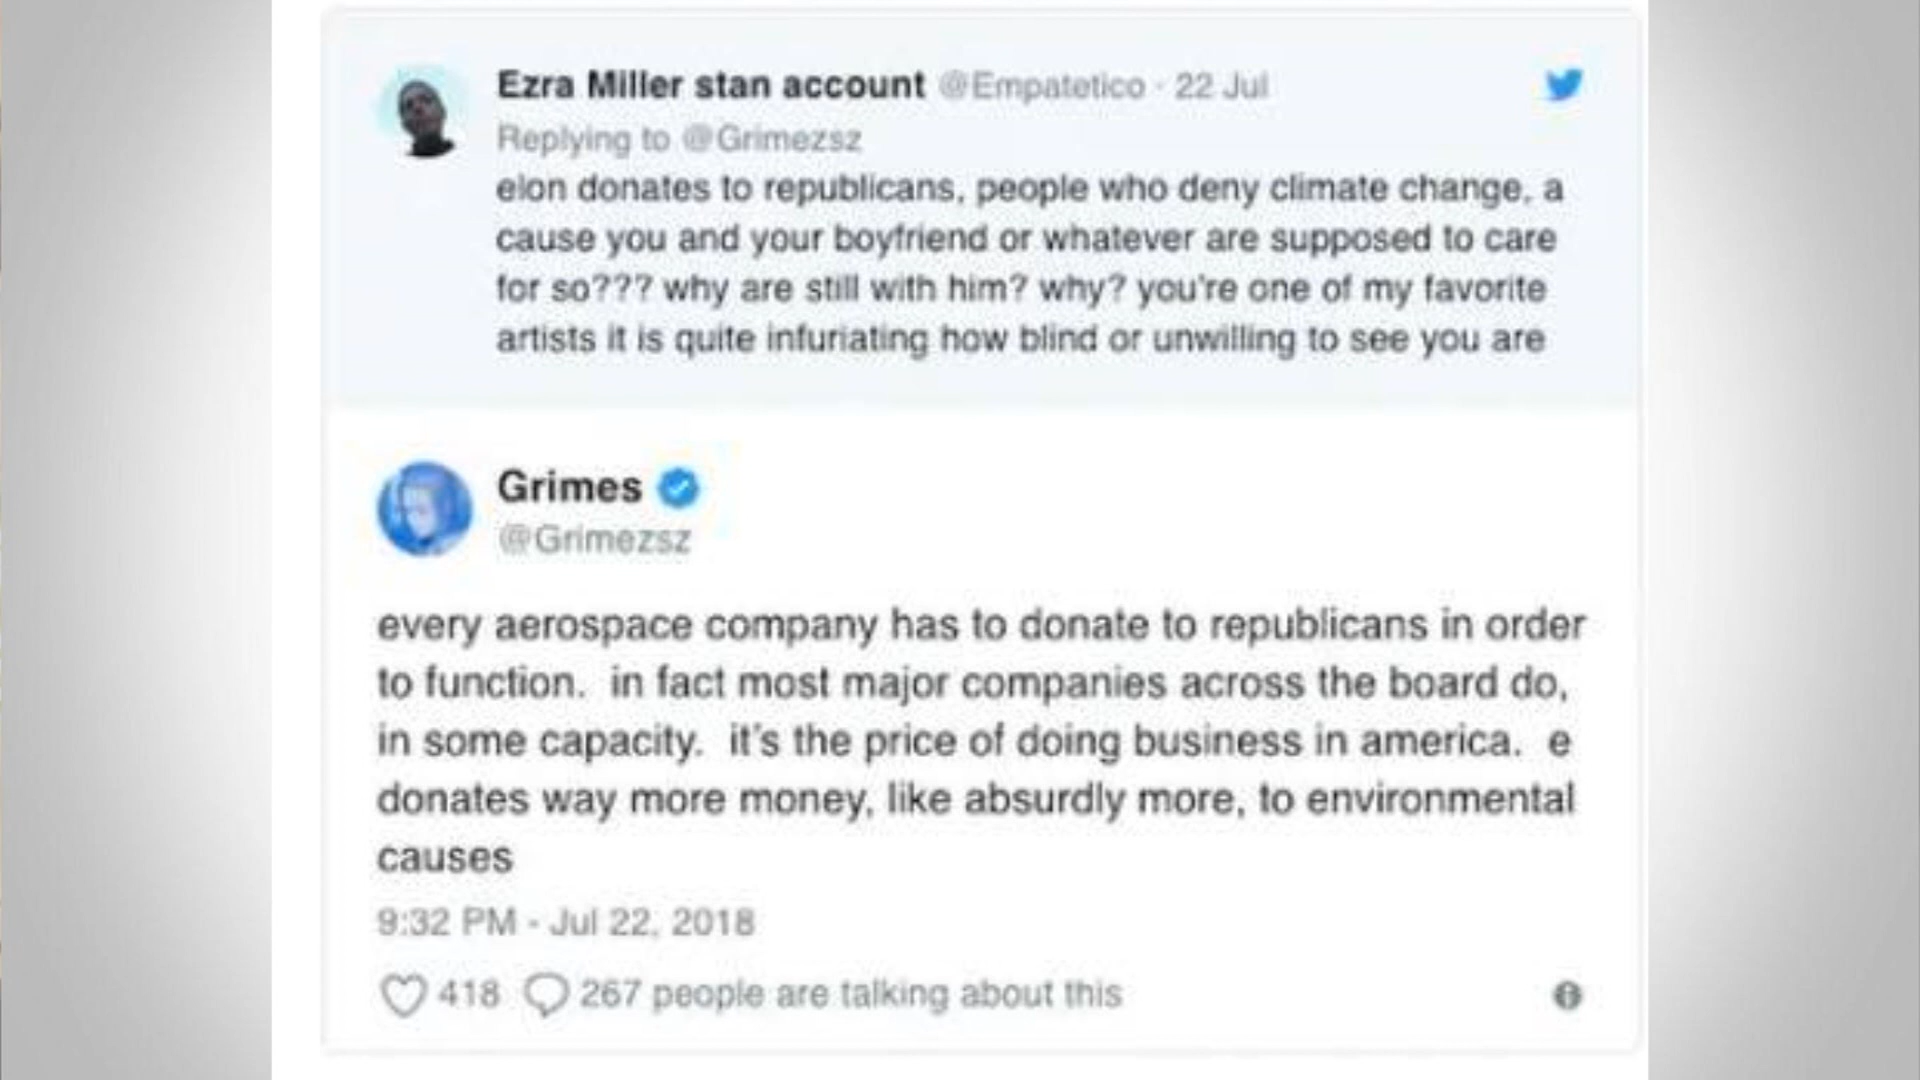 Ezra Miller stan account @Empatetico · 22 Jul
Replying to @Grimezsz
elon donates to republicans, people who deny climate change, a
cause you and your boyfriend or whatever are supposed to care
for so??? why are still with him? why? you're one of my favorite
artists it is quite infuriating how blind or unwilling to see you are
Grimes
@Grimezsz
every aerospace company has to donate to republicans in order
to function.  in fact most major companies across the board do,
in some capacity.  it's the price of doing business in america.  e
donates way more money, like absurdly more, to environmental
causes
9:32 PM - Jul 22, 2018
418 267 people are talking about this